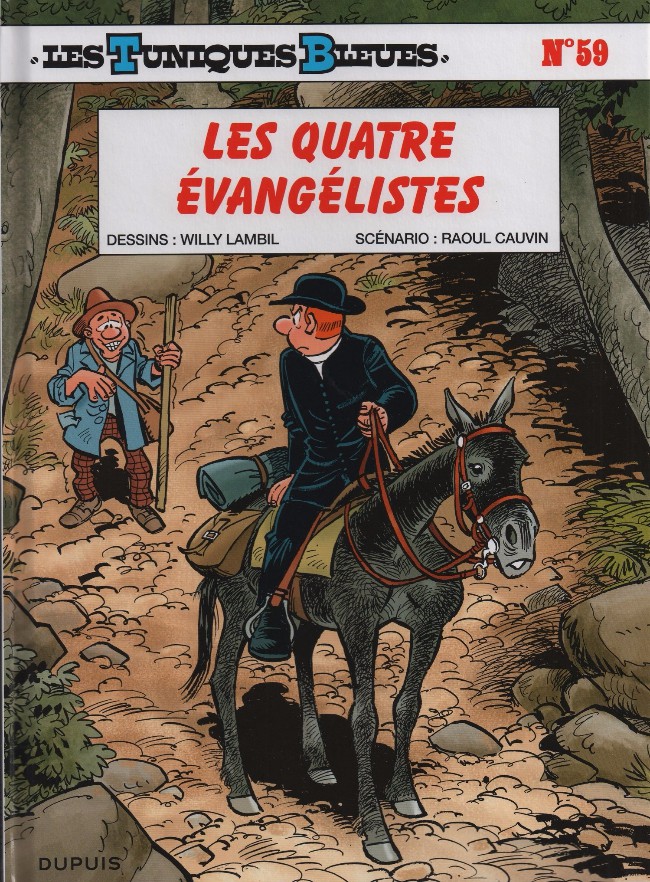 LES TUNIQUES BLEUES
N°59
LES QUATRE
ÉVANGÉLISTES
DESSINS : WILLY LAMBIL
SCÉNARIO : RAOUL CAUVIN
DUPUIS